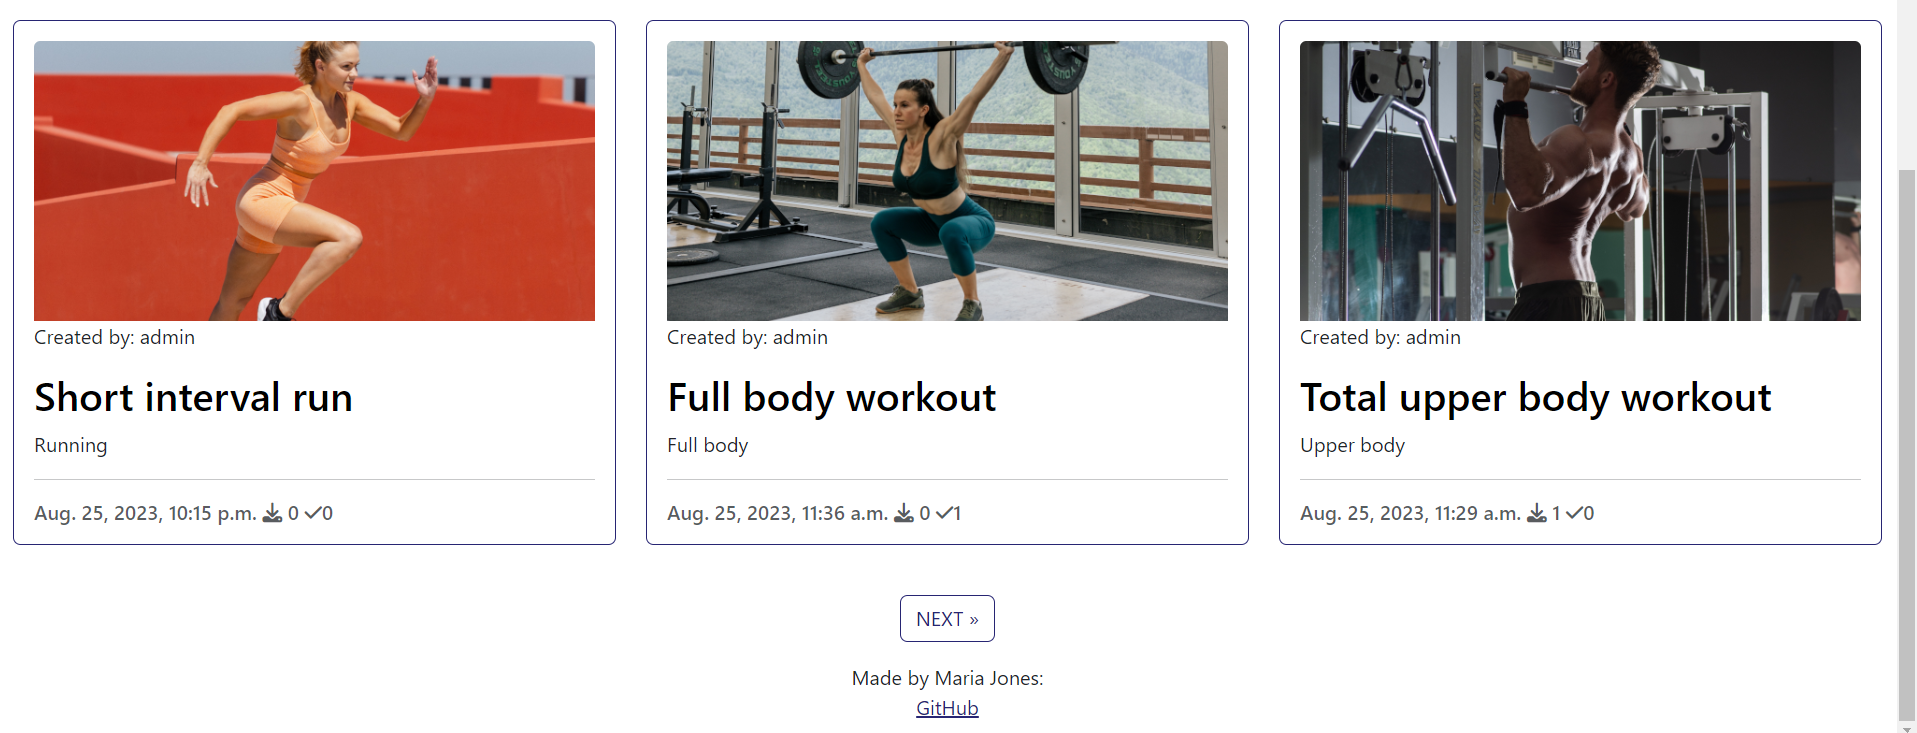 YOUSTEEL
Created by: admin
Short interval run
Running
Aug. 25, 2023, 10:15 p.m. 0 0
Created by: admin
Full body workout
Full body
Aug. 25, 2023, 11:36 a.m. 0 1
Created by: admin
Total upper body workout
Upper body
Aug. 25, 2023, 11:29 a.m. 1 0
NEXT »
Made by Maria Jones:
GitHub